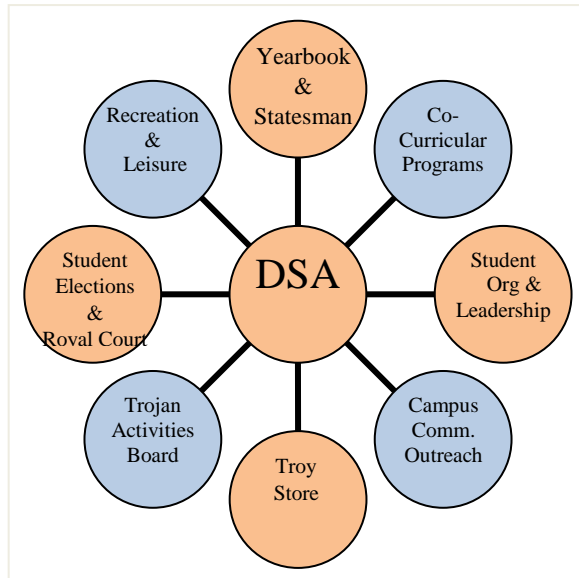 Yearbook
&
Statesman
Recreation
&
Leisure
Co-
Curricular
Programs
DSA
Student
Elections
&
Royal Court
Student
Org &
Leadership
Trojan
Activities
Board
Campus
Comm.
Outreach
Troy
Store